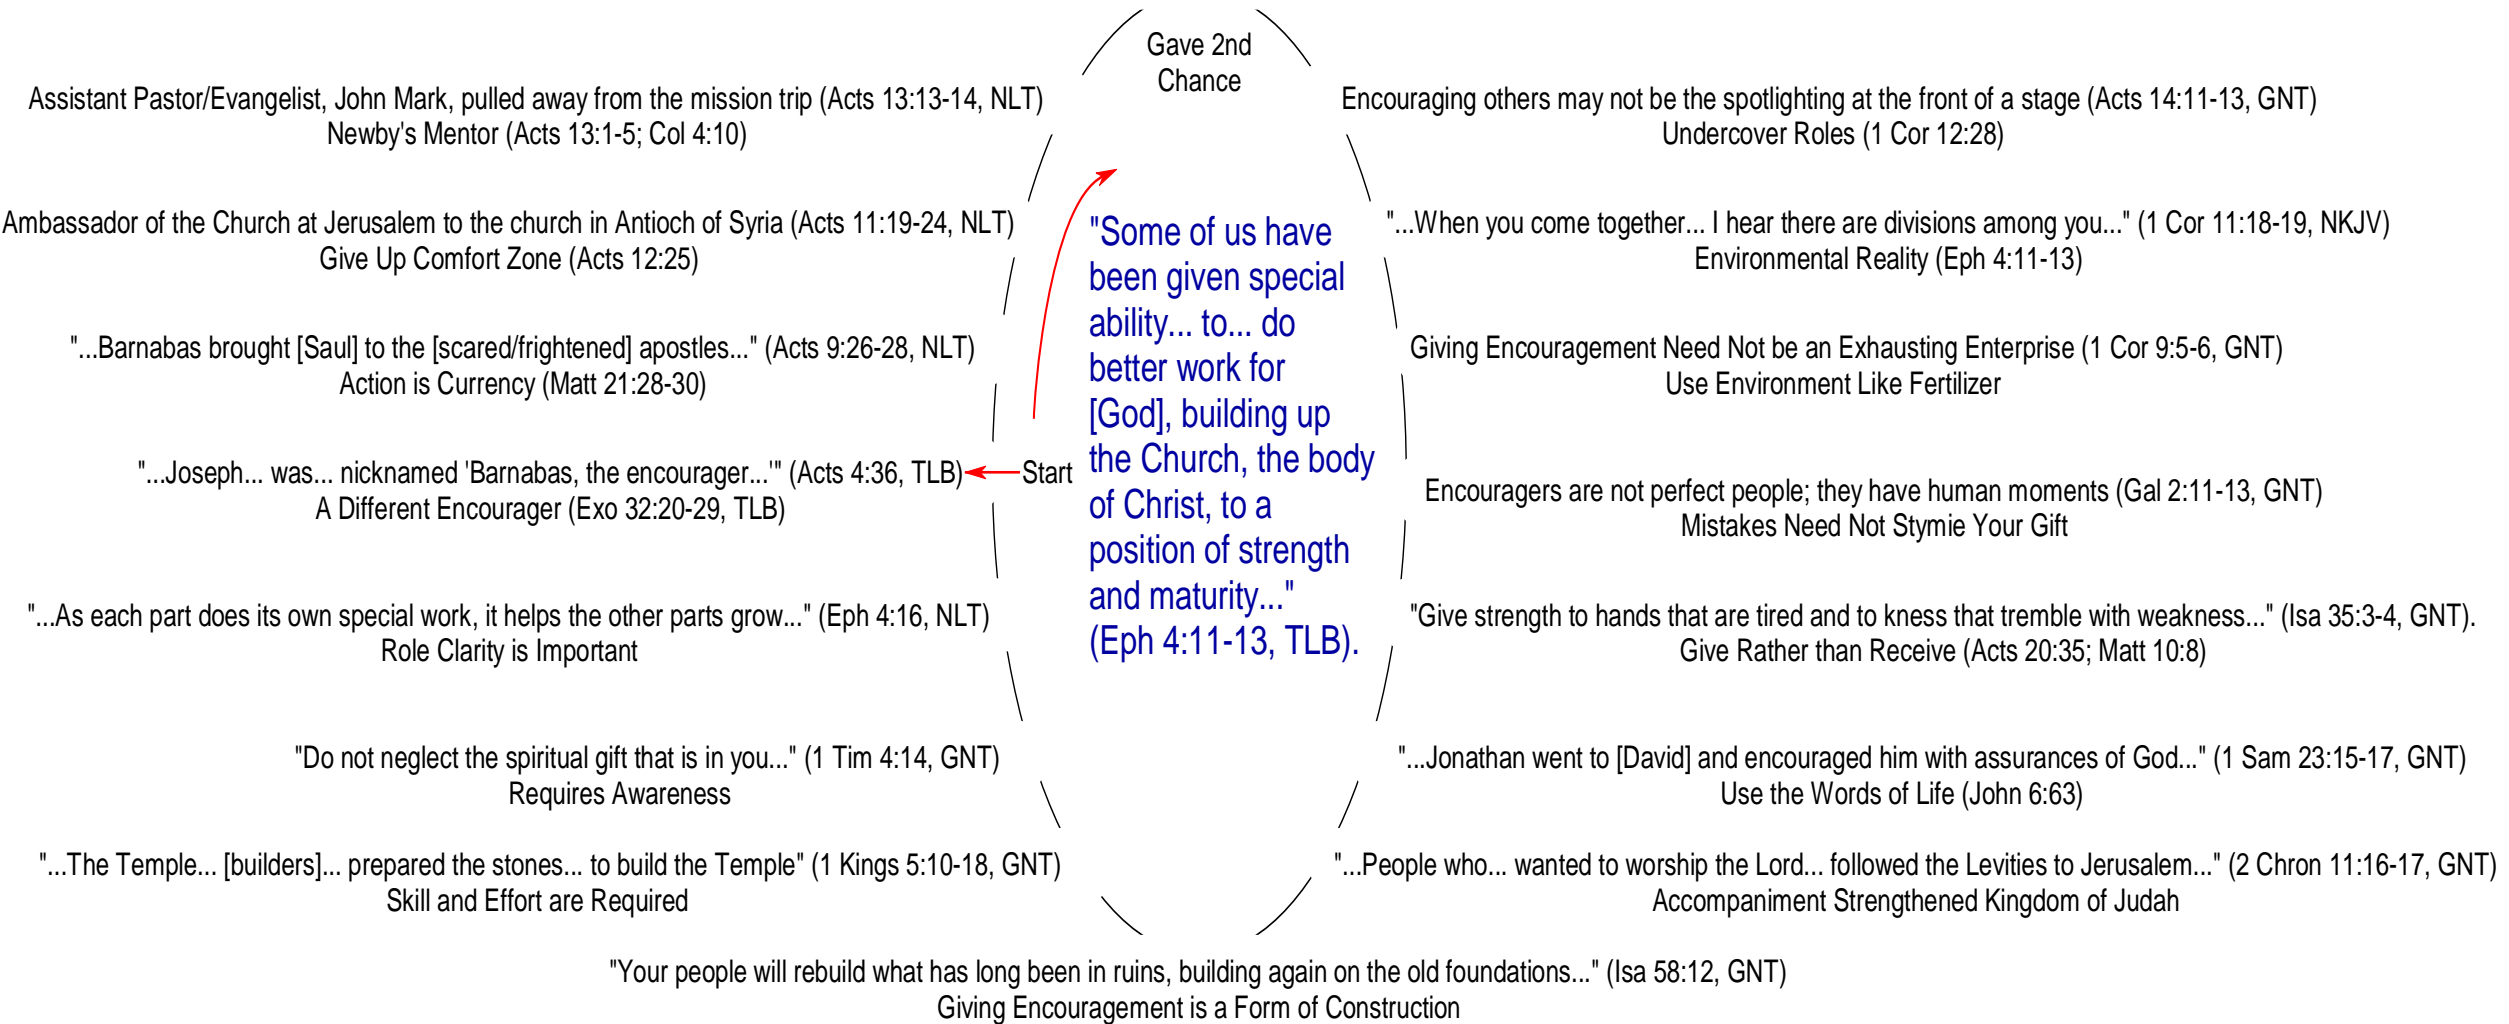 Gave 2nd
Chance
Assistant Pastor/Evangelist, John Mark, pulled away from the mission trip (Acts 13:13-14, NLT)
Newby's Mentor (Acts 13:1-5; Col 4:10)
Encouraging others may not be the spotlighting at the front of a stage (Acts 14:11-13, GNT)
Undercover Roles (1 Cor 12:28)
Ambassador of the Church at Jerusalem to the church in Antioch of Syria (Acts 11:19-24, NLT)
Give Up Comfort Zone (Acts 12:25)
"...When you come together... I hear there are divisions among you..." (1 Cor 11:18-19, NKJV)
Environmental Reality (Eph 4:11-13)
"...Barnabas brought [Saul] to the [scared/frightened] apostles..." (Acts 9:26-28, NLT)
Action is Currency (Matt 21:28-30)
Giving Encouragement Need Not be an Exhausting Enterprise (1 Cor 9:5-6, GNT)
Use Environment Like Fertilizer
"...Joseph... was... nicknamed 'Barnabas, the encourager...'" (Acts 4:36, TLB)
A Different Encourager (Exo 32:20-29, TLB)
Start
"Some of us have
been given special
ability... to... do
better work for
[God], building up
the Church, the body
of Christ, to a
position of strength
and maturity..."
(Eph 4:11-13, TLB).
Encouragers are not perfect people; they have human moments (Gal 2:11-13, GNT)
Mistakes Need Not Stymie Your Gift
"...As each part does its own special work, it helps the other parts grow..." (Eph 4:16, NLT)
Role Clarity is Important
"Give strength to hands that are tired and to kness that tremble with weakness..." (Isa 35:3-4, GNT).
Give Rather than Receive (Acts 20:35; Matt 10:8)
"Do not neglect the spiritual gift that is in you..." (1 Tim 4:14, GNT)
Requires Awareness
"...Jonathan went to [David] and encouraged him with assurances of God..." (1 Sam 23:15-17, GNT)
Use the Words of Life (John 6:63)
"...The Temple... [builders]... prepared the stones... to build the Temple" (1 Kings 5:10-18, GNT)
Skill and Effort are Required
"...People who... wanted to worship the Lord... followed the Levities to Jerusalem..." (2 Chron 11:16-17, GNT)
Accompaniment Strengthened Kingdom of Judah
"Your people will rebuild what has long been in ruins, building again on the old foundations..." (Isa 58:12, GNT)
Giving Encouragement is a Form of Construction